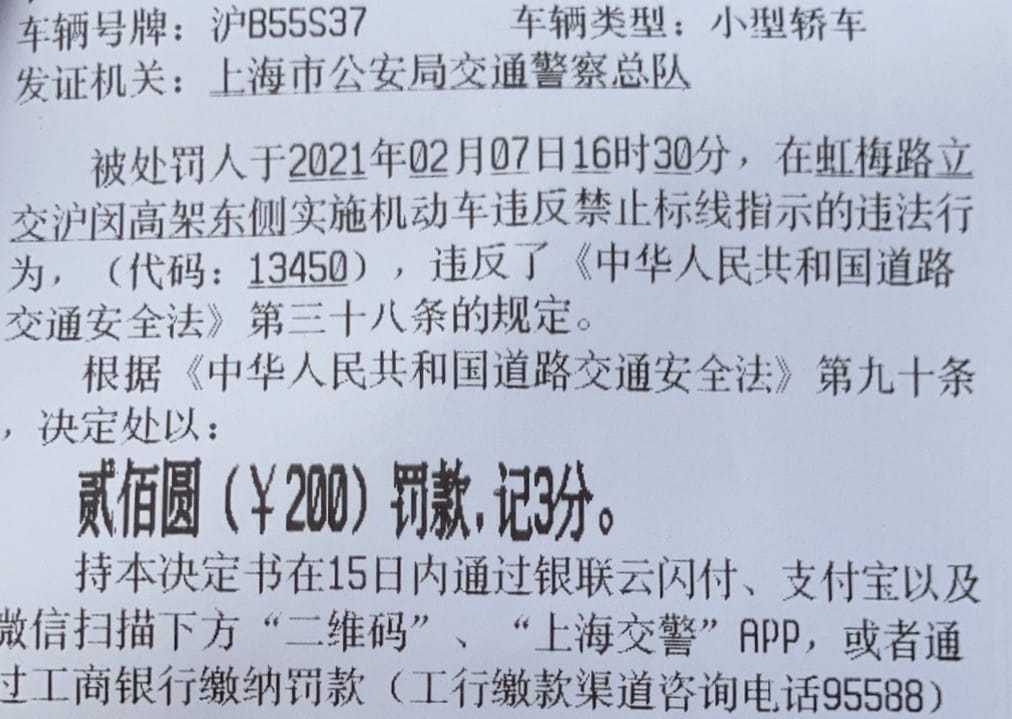 车辆号牌：沪B55S37 车辆类型：小型轿车
发证机关：上海市公安局交通警察总队
被处罚人于2021年02月07日16时30分，在虹梅路立
交沪闵高架东侧实施机动车违反禁止标线指示的违法行
为，（代码：13450），违反了《中华人民共和国道路
交通安全法》第三十八条的规定。
根据《中华人民共和国道路交通安全法》第九十条
，决定处以：
贰佰圆（￥200）罚款，记3分。
持本决定书在15日内通过银联云闪付、支付宝以及
微信扫描下方“二维码”、“上海交警”APP，或者通
过工商银行缴纳罚款（工行缴款渠道咨询电话95588）